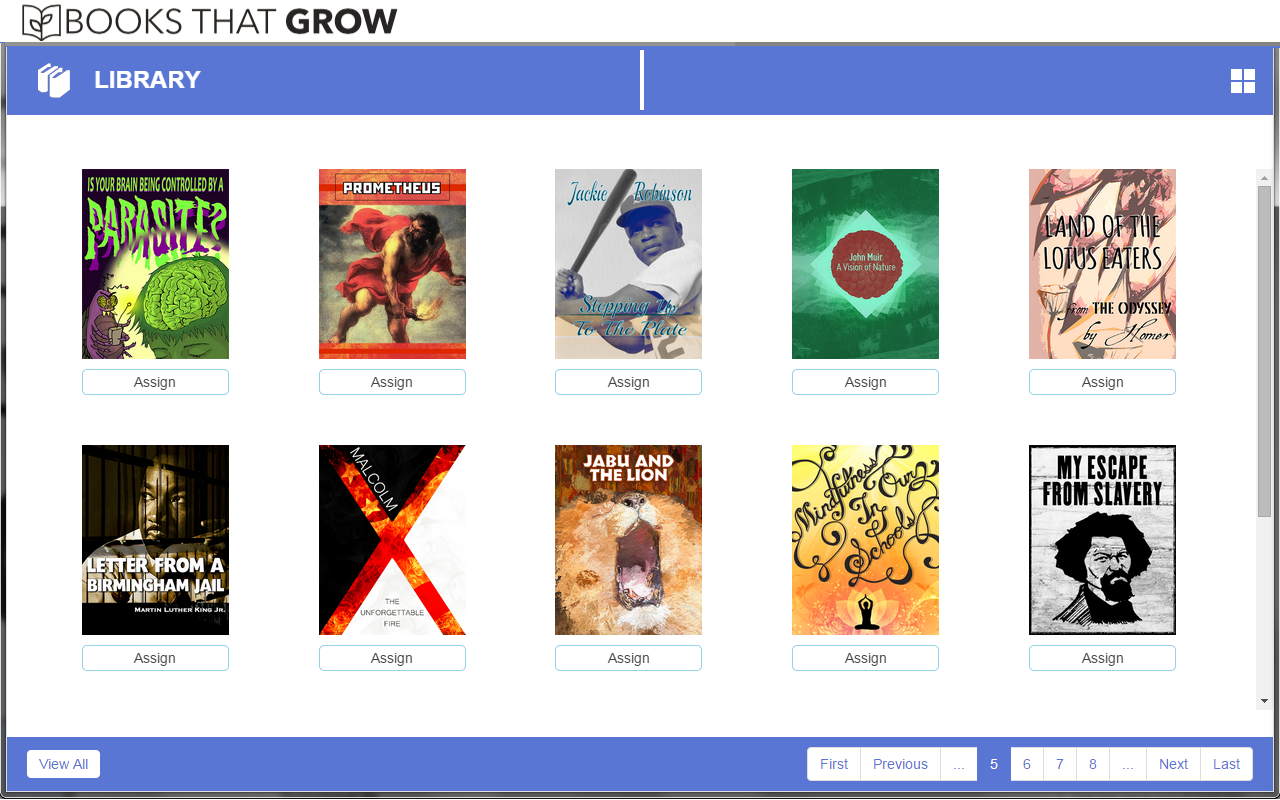 BOOKS THAT GROW
LIBRARY
IS YOUR BRAIN BEING CONTROLLED BY A
PARASITE?
Assign
PROMETHEUS
Assign
Jackie Robinson
Stepping Up
To The Plate
Assign
John Muir
A Vision of Nature
Assign
LAND OF THE
LOTUS EATERS
from THE ODYSSEY
by Homer
Assign
LETTER FROM A
BIRMINGHAM JAIL
MARTIN LUTHER KING JR.
Assign
MALCOLM
X
THE
UNFORGETTABLE
FIRE
Assign
JABU AND
THE LION
Assign
Mindfulness
In Our
Schools
Assign
MY ESCAPE
FROM SLAVERY
Assign
View All
First Previous ... 5 6 7 8 ... Next Last